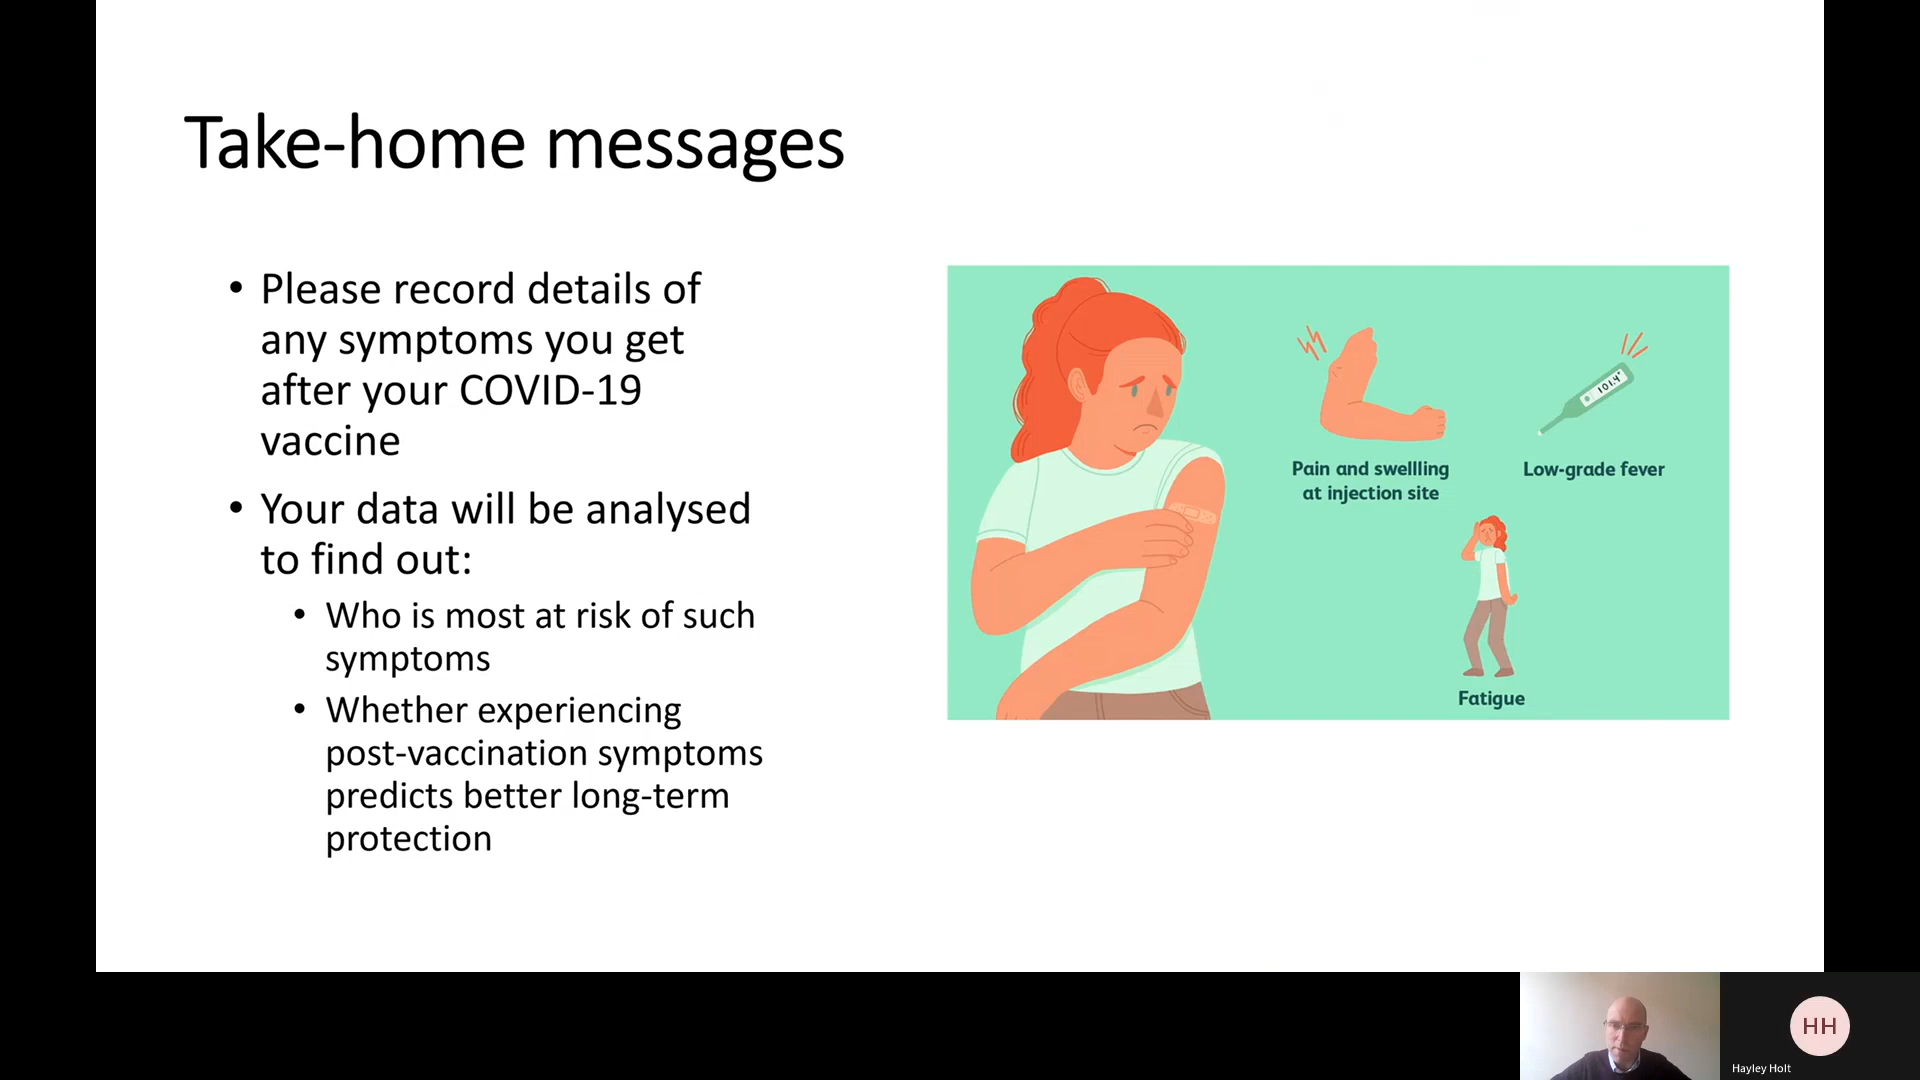 Take-home messages
• Please record details of
any symptoms you get
after your COVID-19
vaccine
• Your data will be analysed
to find out:
• Who is most at risk of such
symptoms
• Whether experiencing
post-vaccination symptoms
predicts better long-term
protection
101.4°
Pain and swellling
at injection site
Low-grade fever
Fatigue
HH
Hayley Holt